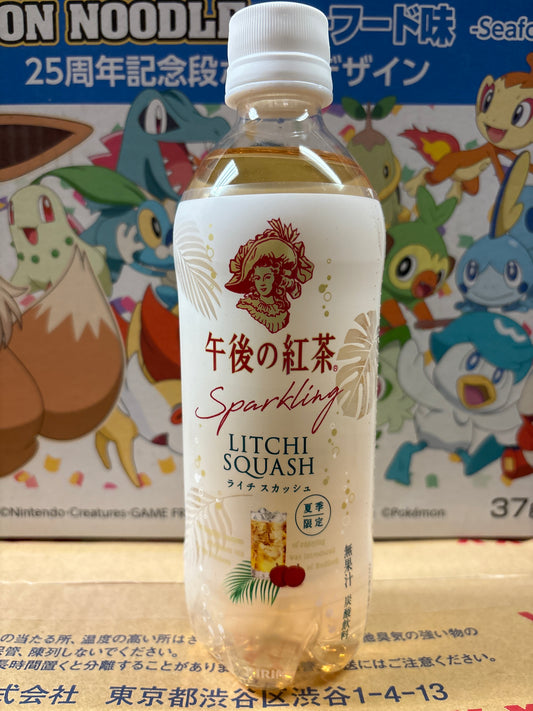 ON NOODLE
フード味
-Seafo
25周年記念段
デザイン
午後の紅茶®
Sparkling
LITCHI
SQUASH
ライチ スカッシュ
夏季
限定
無果汁 炭酸飲料
©Nintendo・Creatures・GAME FR
©Pokémon
37
の当たる所、温度の高い所はさ
他臭気の強い物の
保管、陳列しないでください。
長時間置くと分離することがあり
はご注意ください。
式会社 東京都渋谷区渋谷1-4-13